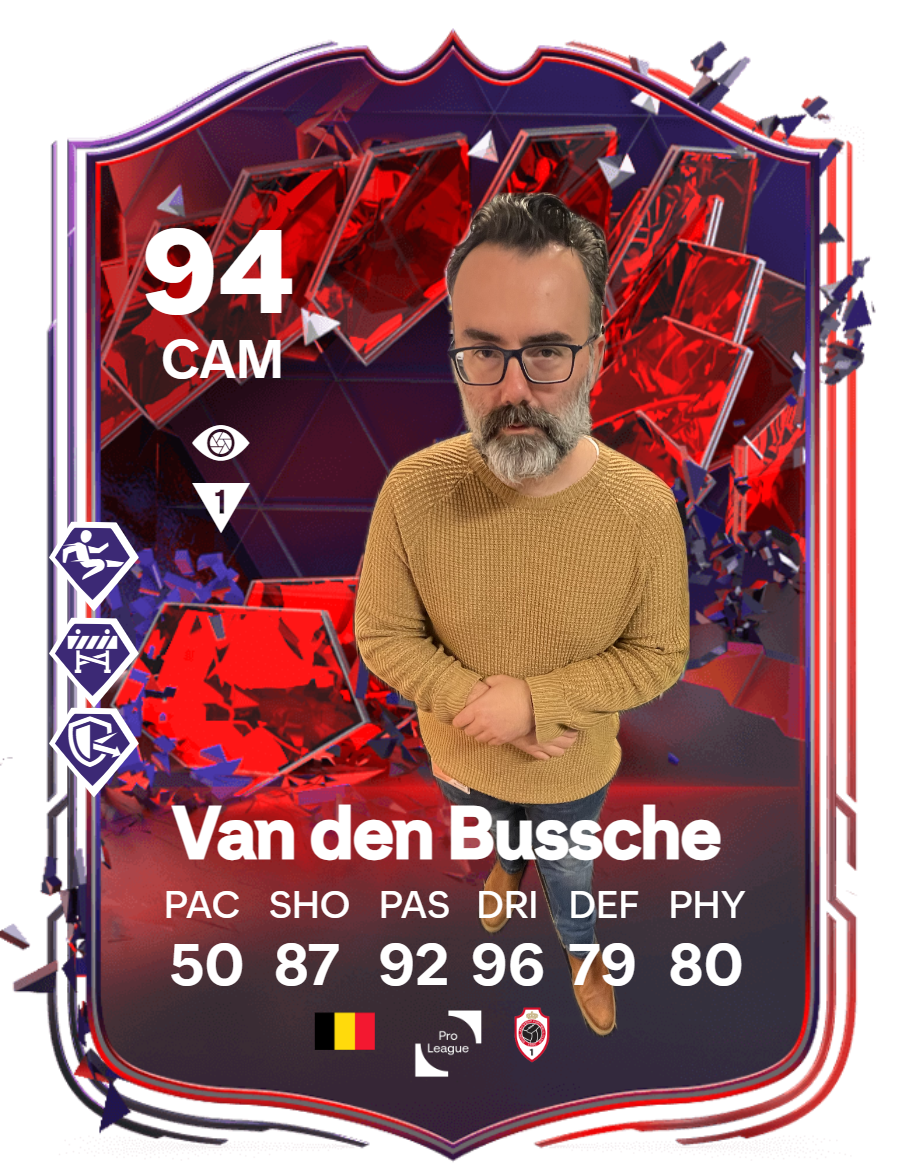 94
CAM
1
Van den Bussche
PAC SHO PAS DRI DEF PHY
50 87 92 96 79 80
Pro
League
1